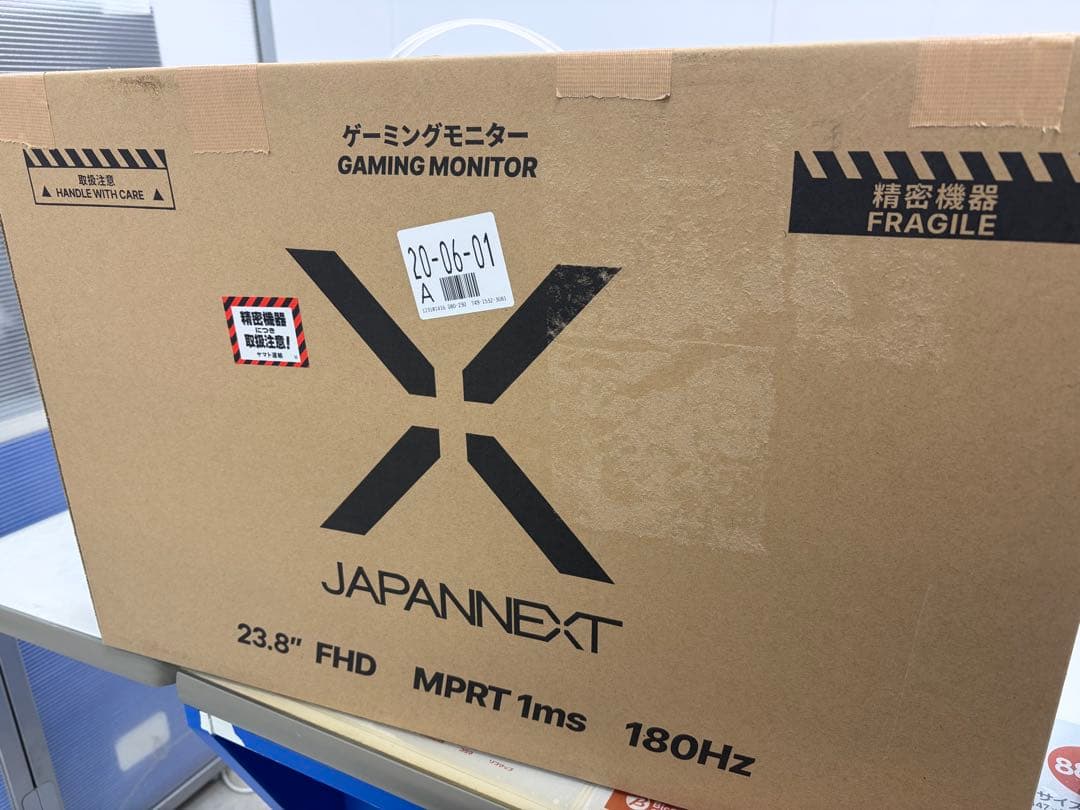 ゲーミングモニター
GAMING MONITOR
取扱注意
HANDLE WITH CARE
精密機器
FRAGILE
20-06-01
A
精密機器
につき
取扱注意!
ヤマト運輸
JAPANNEXT
23.8" FHD MPRT 1ms 180Hz